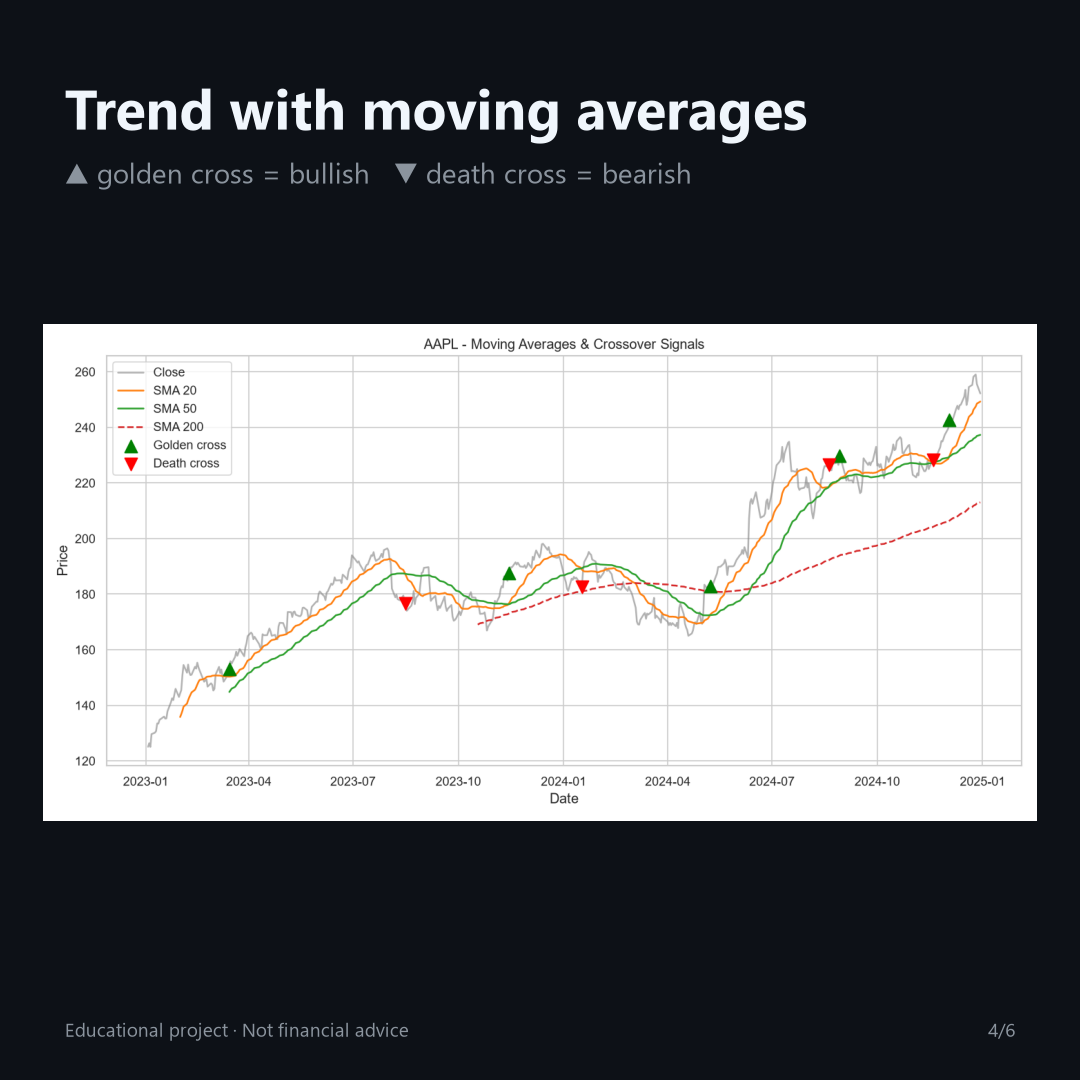 Trend with moving averages
▲ golden cross = bullish ▼ death cross = bearish
AAPL - Moving Averages & Crossover Signals
Close
SMA 20
SMA 50
SMA 200
Golden cross
Death cross
Price
260
240
220
200
180
160
140
120
2023-01 2023-04 2023-07 2023-10 2024-01 2024-04 2024-07 2024-10 2025-01
Date
Educational project · Not financial advice
4/6